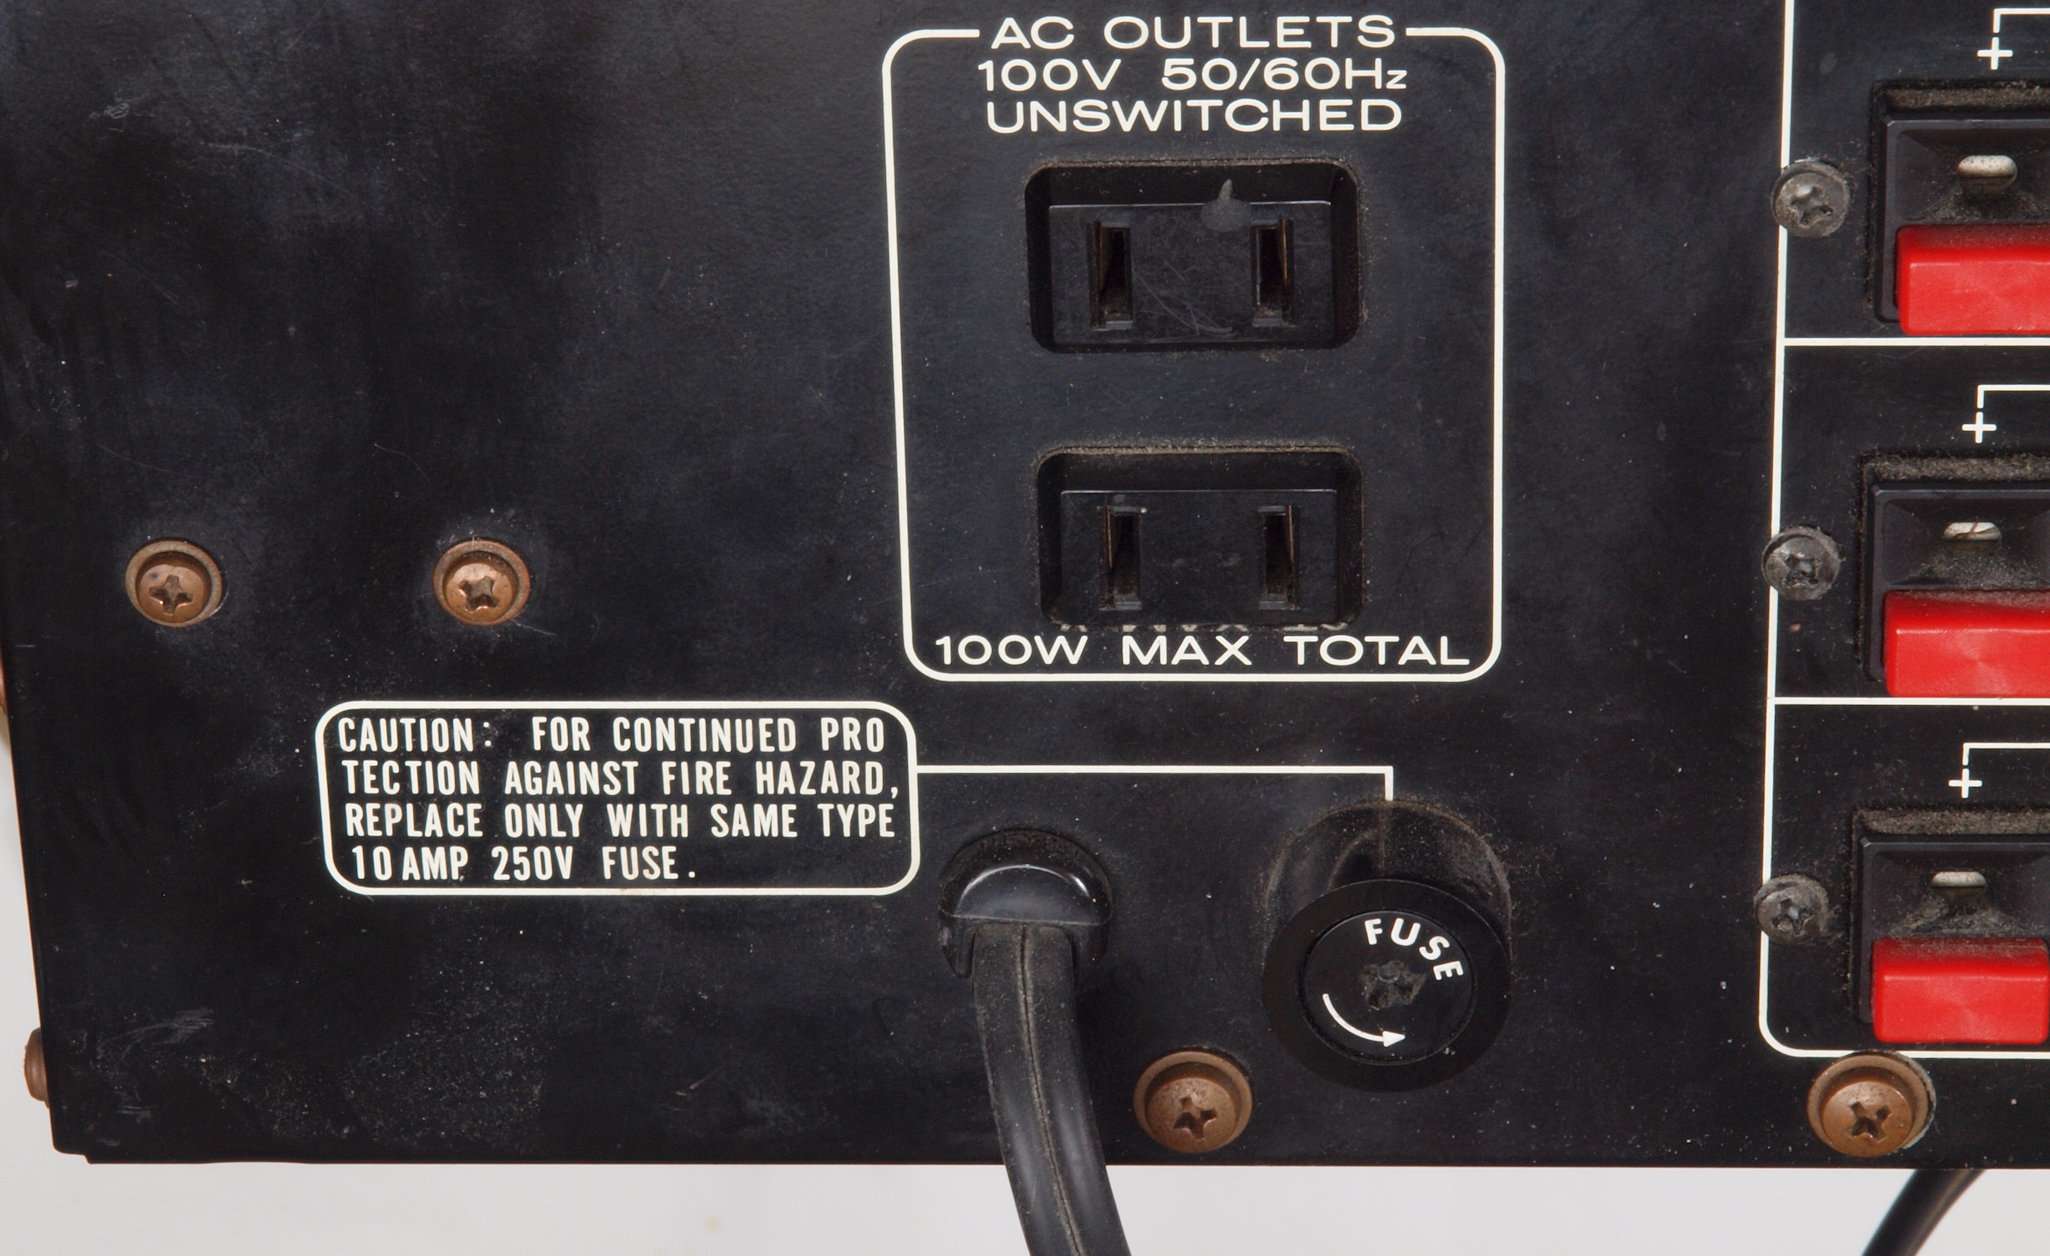 AC OUTLETS
100V 50/60Hz
UNSWITCHED
100W MAX TOTAL
CAUTION: FOR CONTINUED PRO
TECTION AGAINST FIRE HAZARD,
REPLACE ONLY WITH SAME TYPE
10 AMP 250V FUSE.
FUSE
+
+
+